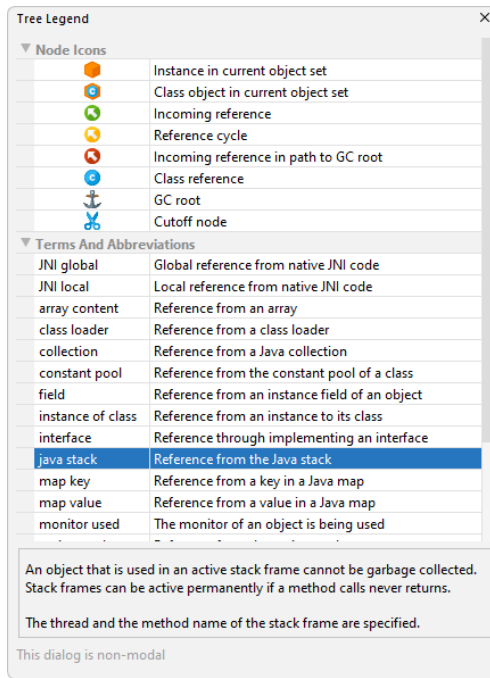 Tree Legend
Node Icons
Instance in current object set
Class object in current object set
Incoming reference
Reference cycle
Incoming reference in path to GC root
Class reference
GC root
Cutoff node
Terms And Abbreviations
JNI global Global reference from native JNI code
JNI local Local reference from native JNI code
array content Reference from an array
class loader Reference from a class loader
collection Reference from a Java collection
constant pool Reference from the constant pool of a class
field Reference from an instance field of an object
instance of class Reference from an instance to its class
interface Reference through implementing an interface
java stack Reference from the Java stack
map key Reference from a key in a Java map
map value Reference from a value in a Java map
monitor used The monitor of an object is being used
An object that is used in an active stack frame cannot be garbage collected.
Stack frames can be active permanently if a method calls never returns.
The thread and the method name of the stack frame are specified.
This dialog is non-modal